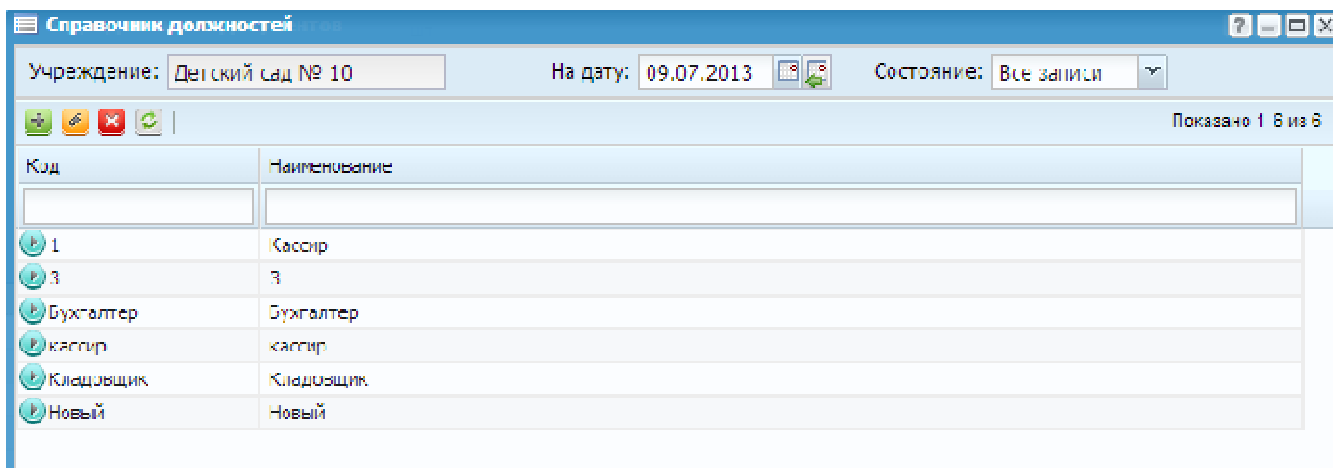 Справочник должностей
Учреждение: Детский сад № 10 На дату: 09.07.2013 Состояние: Все записи
Показано 1 6 из 6
Код Наименование
1 Кассир
3 3
Бухгалтер Бухгалтер
кассир кассир
Кладовщик Кладовщик
Новый Новый